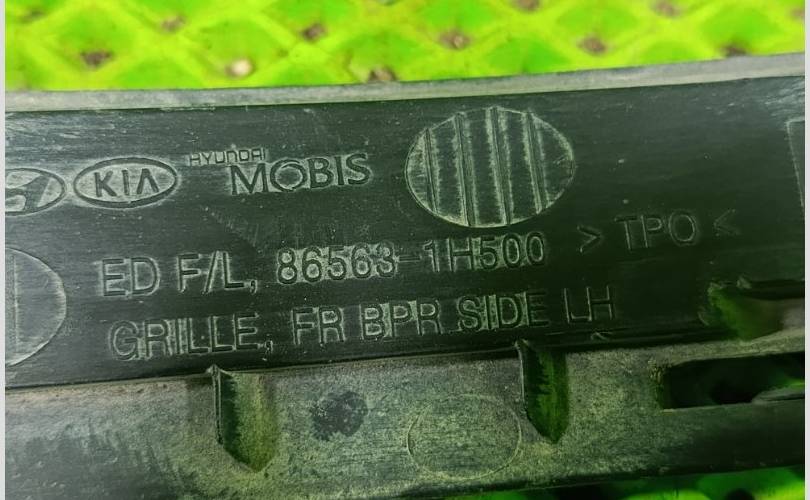 KIA HYUNDAI MOBIS
ED F/L, 86563-1H500 >TPO<
GRILLE, FR BPR SIDE LH